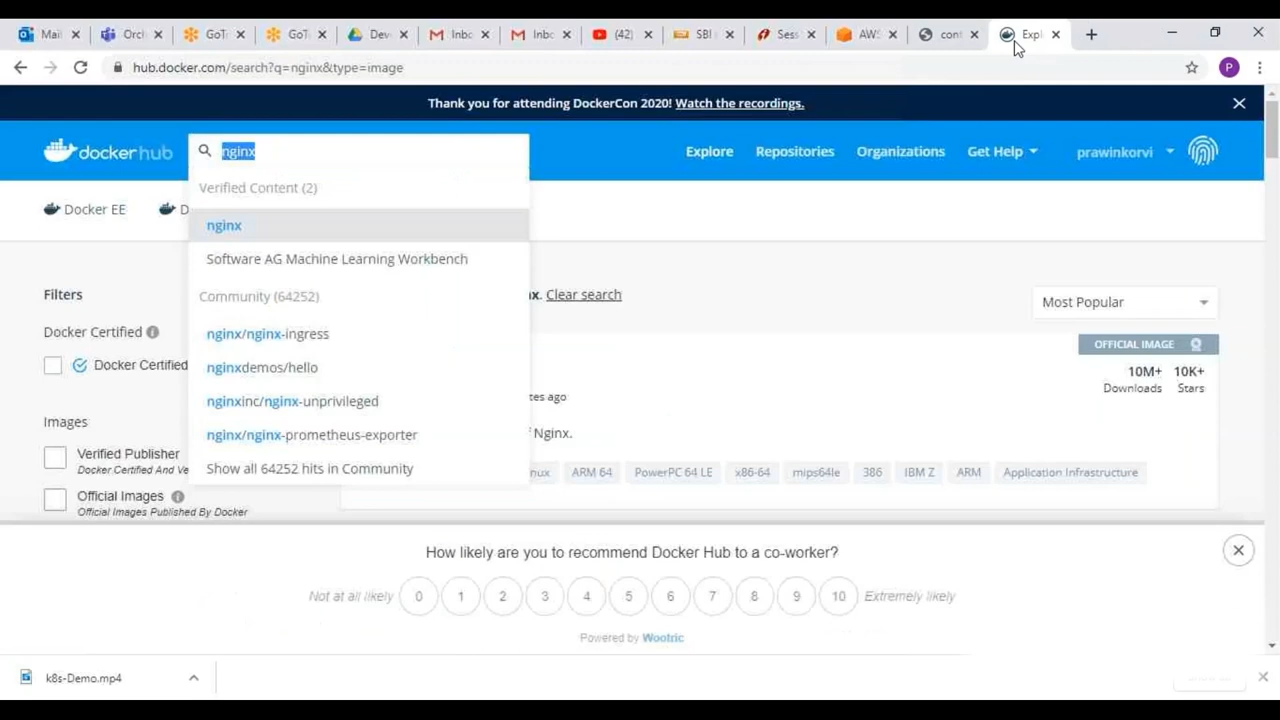 Mail
Orch
GoT
GoT
Dev
Inbo
Inbo
(42)
SBI
Sess
AWS
con
Expl
hub.docker.com/search?q=nginx&type=image
P
Thank you for attending DockerCon 2020! Watch the recordings.
dockerhub
nginx
Explore
Repositories
Organizations
Get Help
prawinkorvi
Verified Content (2)
Docker EE
D
nginx
Software AG Machine Learning Workbench
Community (64252)
nginx/nginx-ingress
nginxdemos/hello
nginxinc/nginx-unprivileged
nginx/nginx-prometheus-exporter
Show all 64252 hits in Community
Filters
x. Clear search
Most Popular
Docker Certified
Docker Certified
OFFICIAL IMAGE
10M+ 10K+
Downloads Stars
tes ago
Images
f Nginx.
Verified Publisher
Docker Certified And Ve
nux ARM 64 PowerPC 64 LE x86-64 mips64le 386 IBM Z ARM Application Infrastructure
Official Images
Official Images Published By Docker
How likely are you to recommend Docker Hub to a co-worker?
Not at all likely 0 1 2 3 4 5 6 7 8 9 10 Extremely likely
Powered by Wootric
k8s-Demo.mp4